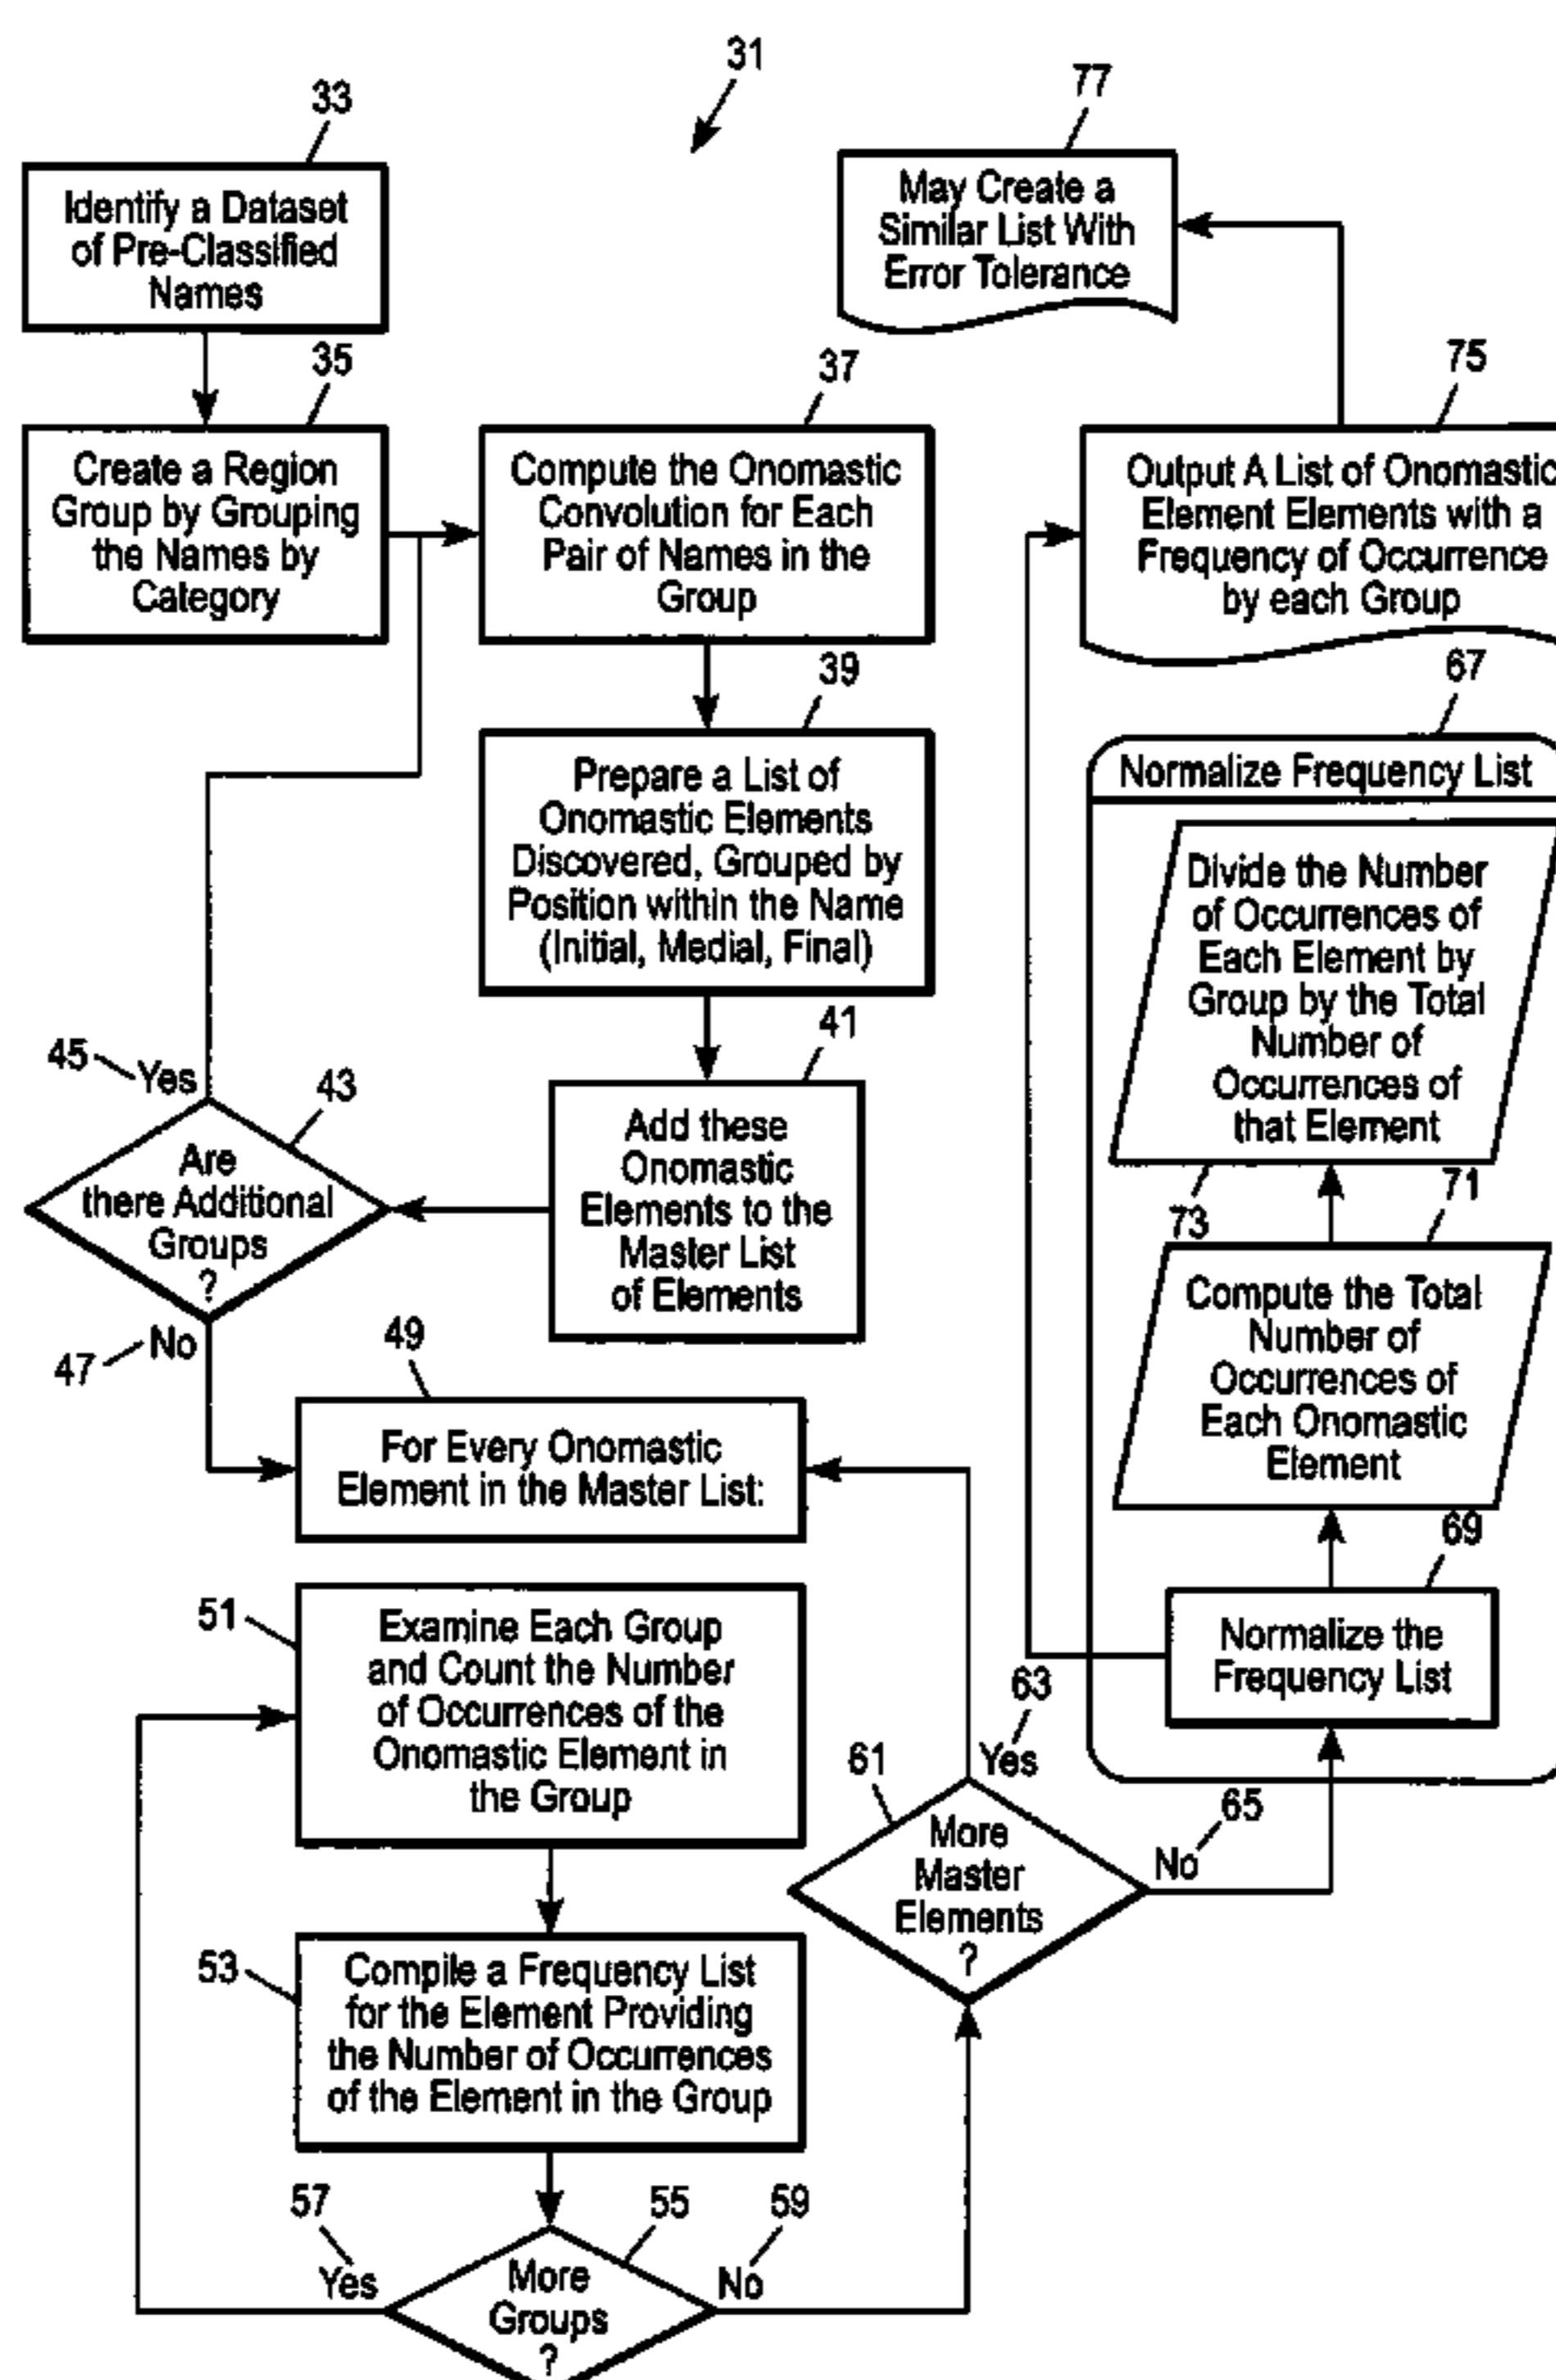 31
33
Identify a Dataset
of Pre-Classified
Names
35
Create a Region
Group by Grouping
the Names by
Category
37
Compute the Onomastic
Convolution for Each
Pair of Names in the
Group
39
Prepare a List of
Onomastic Elements
Discovered, Grouped by
Position within the Name
(Initial, Medial, Final)
41
Add these
Onomastic
Elements to the
Master List
of Elements
43
Are
there Additional
Groups
?
45
Yes
47
No
49
For Every Onomastic
Element in the Master List:
51
Examine Each Group
and Count the Number
of Occurrences of the
Onomastic Element in
the Group
53
Compile a Frequency List
for the Element Providing
the Number of Occurrences
of the Element in the Group
55
More
Groups
?
57
Yes
59
No
61
More
Master
Elements
?
63
Yes
65
No
67
Normalize Frequency List
69
Normalize the
Frequency List
71
Compute the Total
Number of
Occurrences of
Each Onomastic
Element
73
Divide the Number
of Occurrences of
Each Element by
Group by the Total
Number of
Occurrences of
that Element
75
Output A List of Onomastic
Element Elements with a
Frequency of Occurrence
by each Group
77
May Create a
Similar List With
Error Tolerance